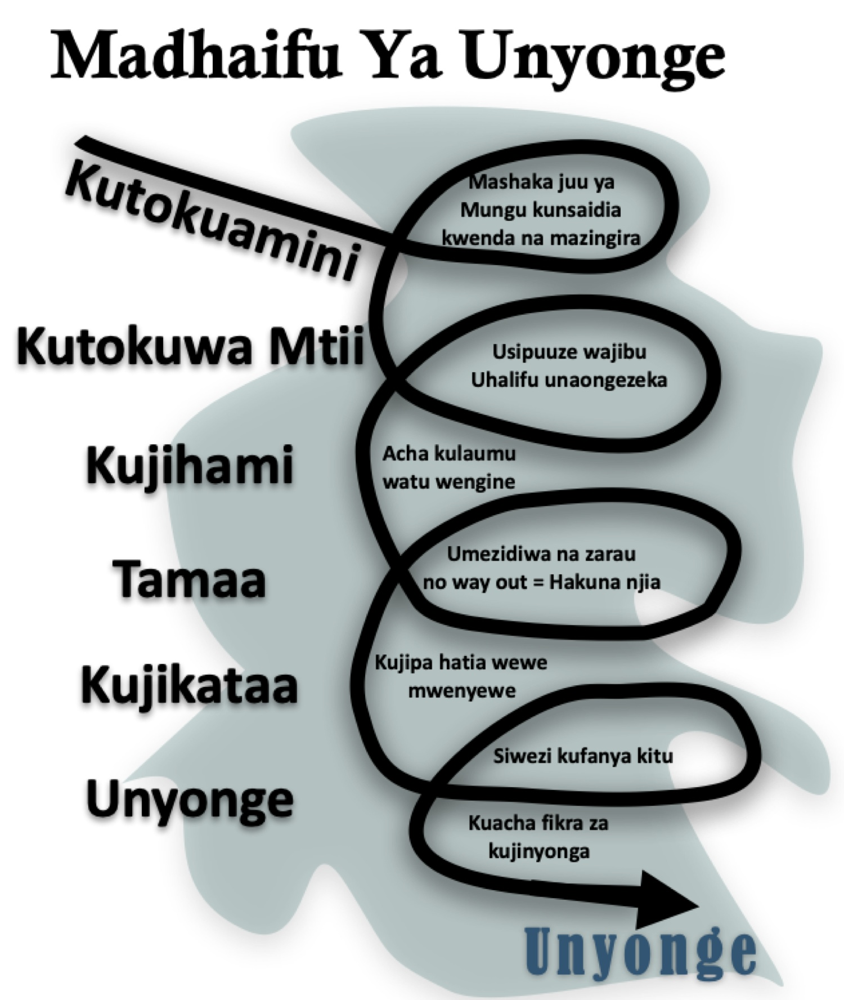 Madhaifu Ya Unyonge
Kutokuamini
Mashaka juu ya
Mungu kunsaidia
kwenda na mazingira
Kutokuwa Mtii
Usipuuze wajibu
Uhalifu unaongezeka
Kujihami
Acha kulaumu
watu wengine
Tamaa
Umezidiwa na zarau
no way out = Hakuna njia
Kujikataa
Kujipa hatia wewe
mwenyewe
Siwezi kufanya kitu
Unyonge
Kuacha fikra za
kujinyonga
Unyonge